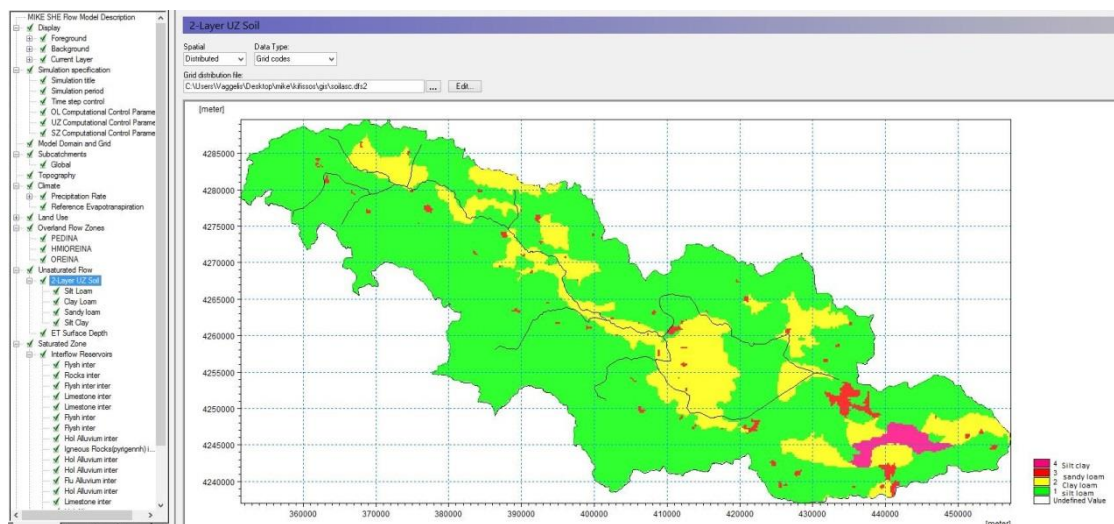 MIKE SHE Flow Model Description
Display
Foreground
Background
Current Layer
Simulation specification
Simulation title
Simulation period
Time step control
OL Computational Control Parame
UZ Computational Control Parame
SZ Computational Control Parame
Model Domain and Grid
Subcatchments
Global
Topography
Climate
Precipitation Rate
Reference Evapotranspiration
Land Use
Overland Flow Zones
PEDINA
HMIOREINA
OREINA
Unsaturated Flow
2-Layer UZ Soil
Silt Loam
Clay Loam
Sandy loam
Silt Clay
ET Surface Depth
Saturated Zone
Interflow Reservoirs
Flysh inter
Rocks inter
Flysh inter inter
Limestone inter
Limestone inter
Flysh inter
Flysh inter
Hol Alluvium inter
Igneous Rocks(pyrigennh) i...
Hol Alluvium inter
Hol Alluvium inter
Flu Alluvium inter
Hol Alluvium inter
Limestone inter
2-Layer UZ Soil
Spatial
Data Type:
Distributed
Grid codes
Grid distribution file:
C:\Users\Vaggelis\Desktop\mike\kifissos\gis\soilasc.dfs2
...
Edit...
[meter]
4285000
4280000
4275000
4270000
4265000
4260000
4255000
4250000
4245000
4240000
360000
370000
380000
390000
400000
410000
420000
430000
440000
450000
[meter]
4 Silt clay
3 sandy loam
2 Clay loam
1 silt loam
Undefined Value